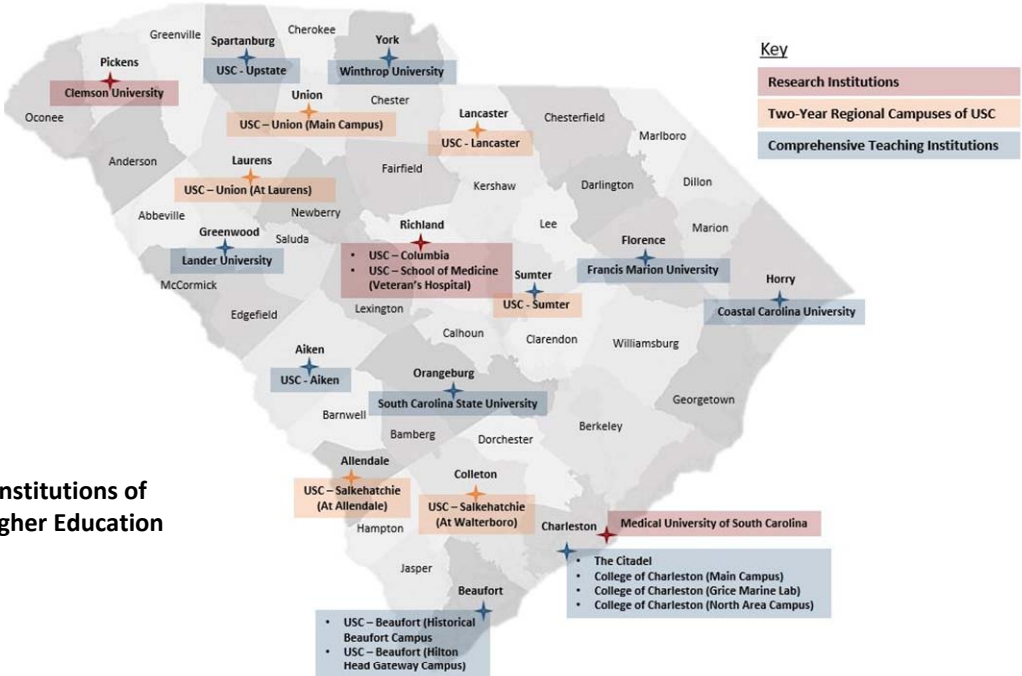 Greenville
Spartanburg
USC - Upstate
Cherokee
York
Winthrop University
Pickens
Clemson University
Oconee
Union
USC – Union (Main Campus)
Chester
Lancaster
USC - Lancaster
Chesterfield
Marlboro
Anderson
Laurens
USC – Union (At Laurens)
Fairfield
Kershaw
Darlington
Dillon
Abbeville
Newberry
Greenwood
Lander University
Saluda
Richland
• USC – Columbia
• USC – School of Medicine
(Veteran's Hospital)
Lee
Florence
Francis Marion University
Marion
McCormick
Edgefield
Lexington
Sumter
USC - Sumter
Horry
Coastal Carolina University
Calhoun
Clarendon
Williamsburg
Aiken
USC - Aiken
Orangeburg
South Carolina State University
Georgetown
Barnwell
Bamberg
Dorchester
Berkeley
Allendale
USC – Salkehatchie
(At Allendale)
Colleton
USC – Salkehatchie
(At Walterboro)
Hampton
Charleston
Medical University of South Carolina
• The Citadel
• College of Charleston (Main Campus)
• College of Charleston (Grice Marine Lab)
• College of Charleston (North Area Campus)
Jasper
Beaufort
• USC – Beaufort (Historical
Beaufort Campus
• USC – Beaufort (Hilton
Head Gateway Campus)
Key
Research Institutions
Two-Year Regional Campuses of USC
Comprehensive Teaching Institutions
nstitutions of
gher Education